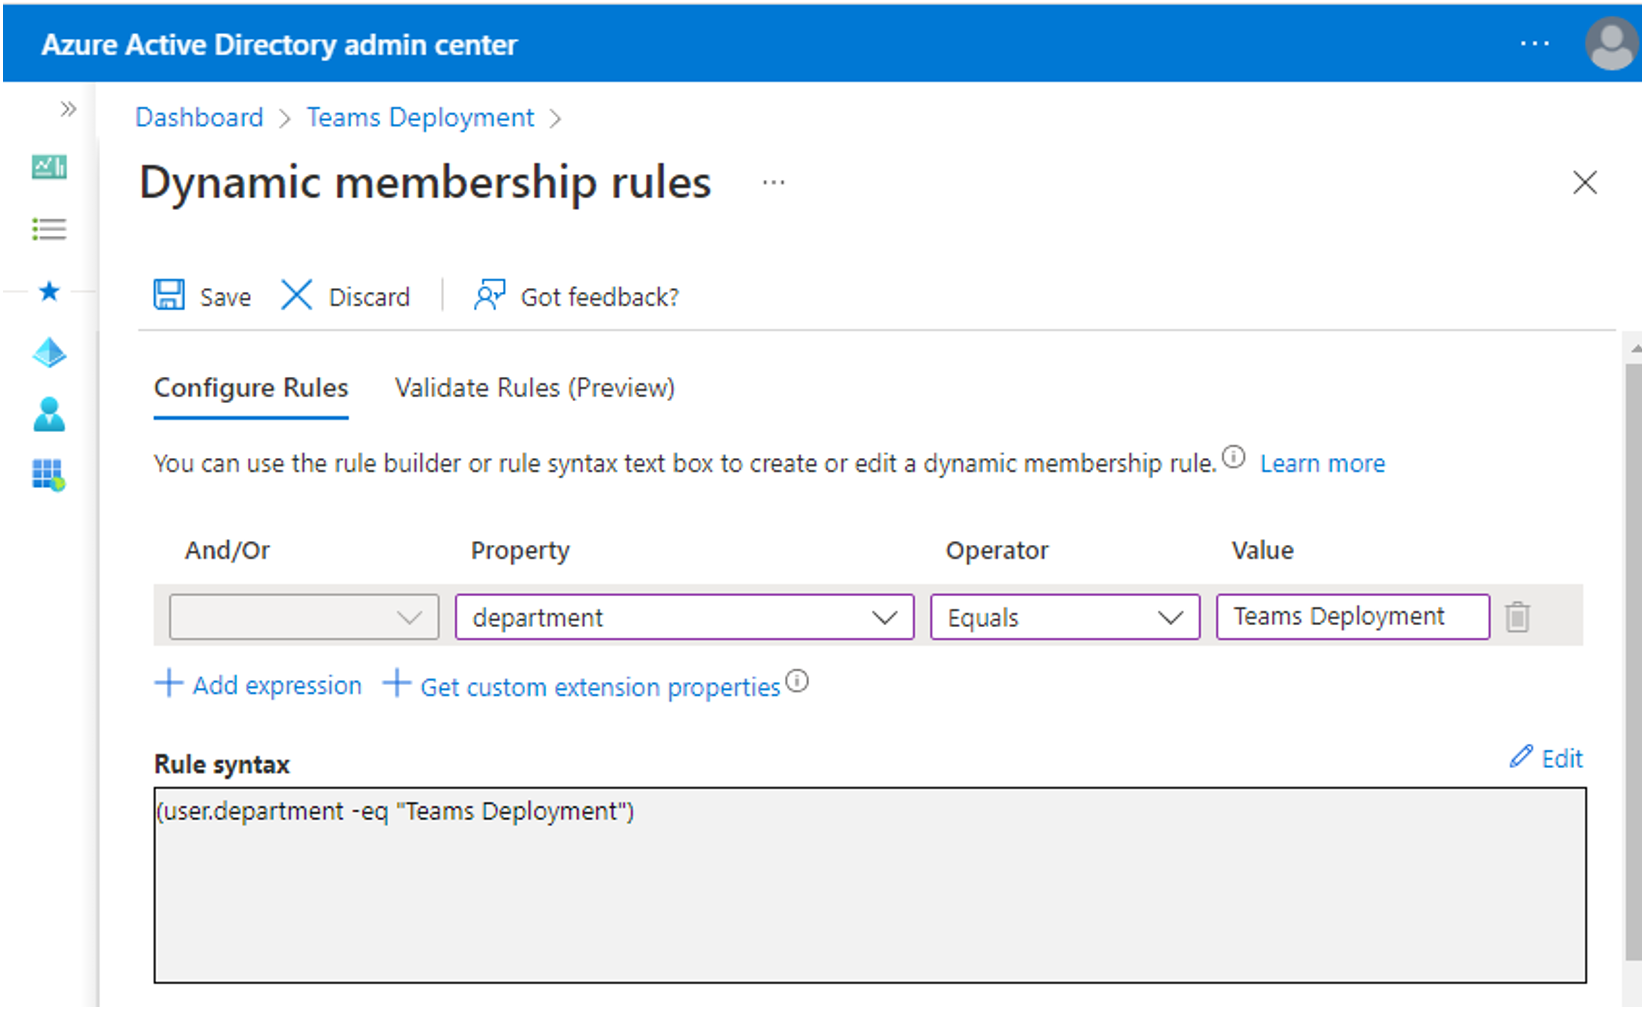 Azure Active Directory admin center
Dashboard > Teams Deployment >
Dynamic membership rules ...
Save Discard Got feedback?
Configure Rules Validate Rules (Preview)
You can use the rule builder or rule syntax text box to create or edit a dynamic membership rule. Learn more
And/Or Property Operator Value
department Equals Teams Deployment
+ Add expression + Get custom extension properties
Rule syntax Edit
(user.department -eq "Teams Deployment")